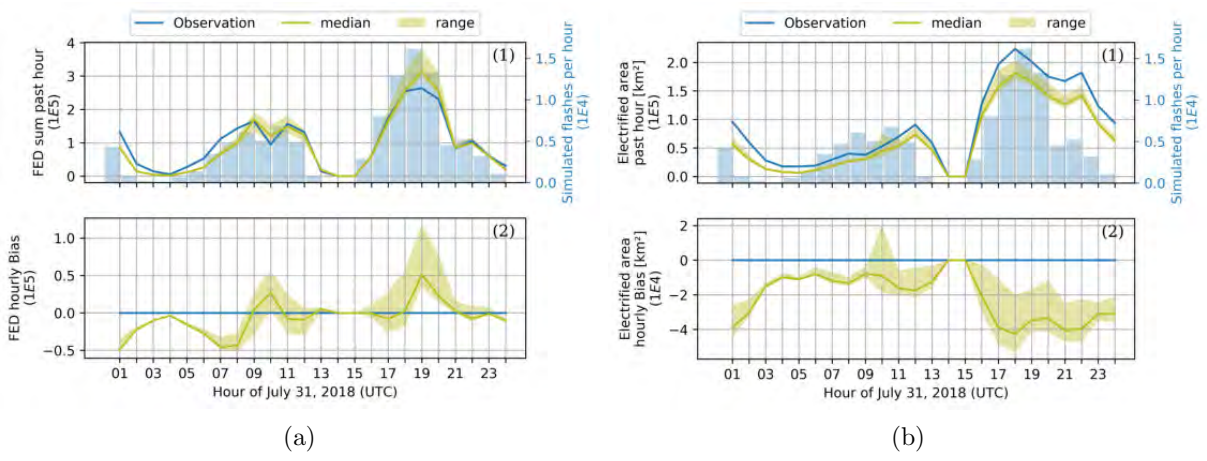 Observation median range
(1)
FED sum past hour
(1E5)
4
3
2
1
0
Simulated flashes per hour
(1E4)
1.5
1.0
0.5
0.0
(2)
FED hourly Bias
(1E5)
1.0
0.5
0.0
−0.5
01 03 05 07 09 11 13 15 17 19 21 23
Hour of July 31, 2018 (UTC)
(a)
Observation median range
(1)
Electrified area
past hour [km²]
(1E5)
2.0
1.5
1.0
0.5
0.0
Simulated flashes per hour
(1E4)
1.5
1.0
0.5
0.0
(2)
Electrified area
hourly Bias [km²]
(1E4)
2
0
−2
−4
01 03 05 07 09 11 13 15 17 19 21 23
Hour of July 31, 2018 (UTC)
(b)